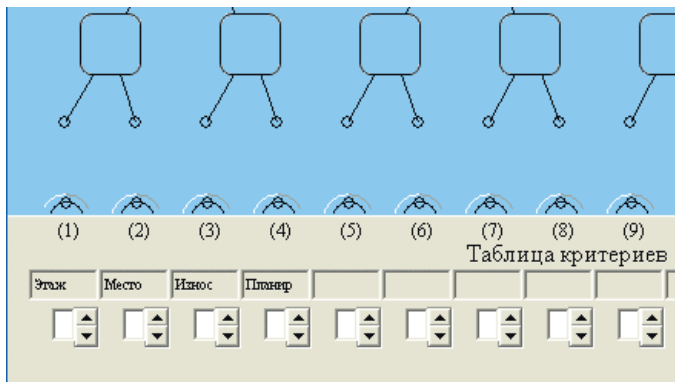 (1) (2) (3) (4) (5) (6) (7) (8) (9)
Таблица критериев
Этаж Место Износ Планир